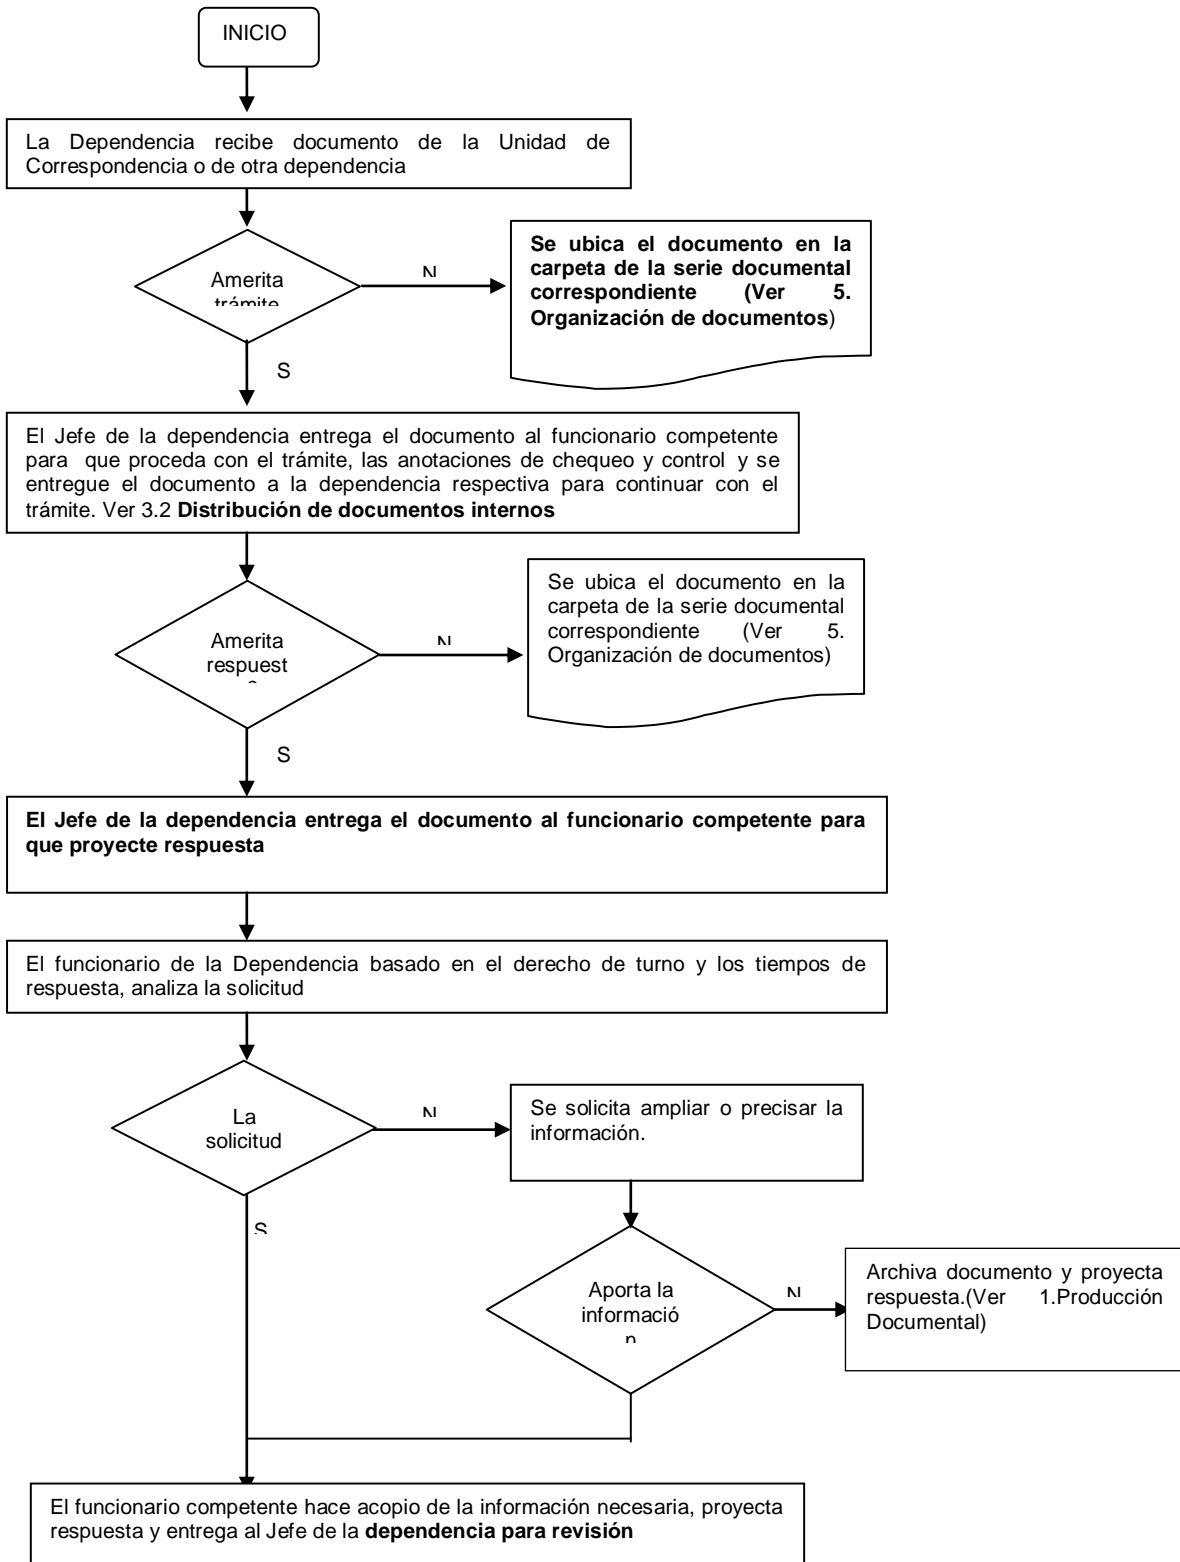 INICIO
La Dependencia recibe documento de la Unidad de
Correspondencia o de otra dependencia
Amerita
trámite
N
Se ubica el documento en la
carpeta de la serie documental
correspondiente (Ver 5.
Organización de documentos)
S
El Jefe de la dependencia entrega el documento al funcionario competente
para que proceda con el trámite, las anotaciones de chequeo y control y se
entregue el documento a la dependencia respectiva para continuar con el
trámite. Ver 3.2 Distribución de documentos internos
Amerita
respuest
N
Se ubica el documento en la
carpeta de la serie documental
correspondiente (Ver 5.
Organización de documentos)
S
El Jefe de la dependencia entrega el documento al funcionario competente para
que proyecte respuesta
El funcionario de la Dependencia basado en el derecho de turno y los tiempos de
respuesta, analiza la solicitud
La
solicitud
N
Se solicita ampliar o precisar la
información.
S
Aporta la
informació
n
N
Archiva documento y proyecta
respuesta.(Ver 1.Producción
Documental)
El funcionario competente hace acopio de la información necesaria, proyecta
respuesta y entrega al Jefe de la dependencia para revisión